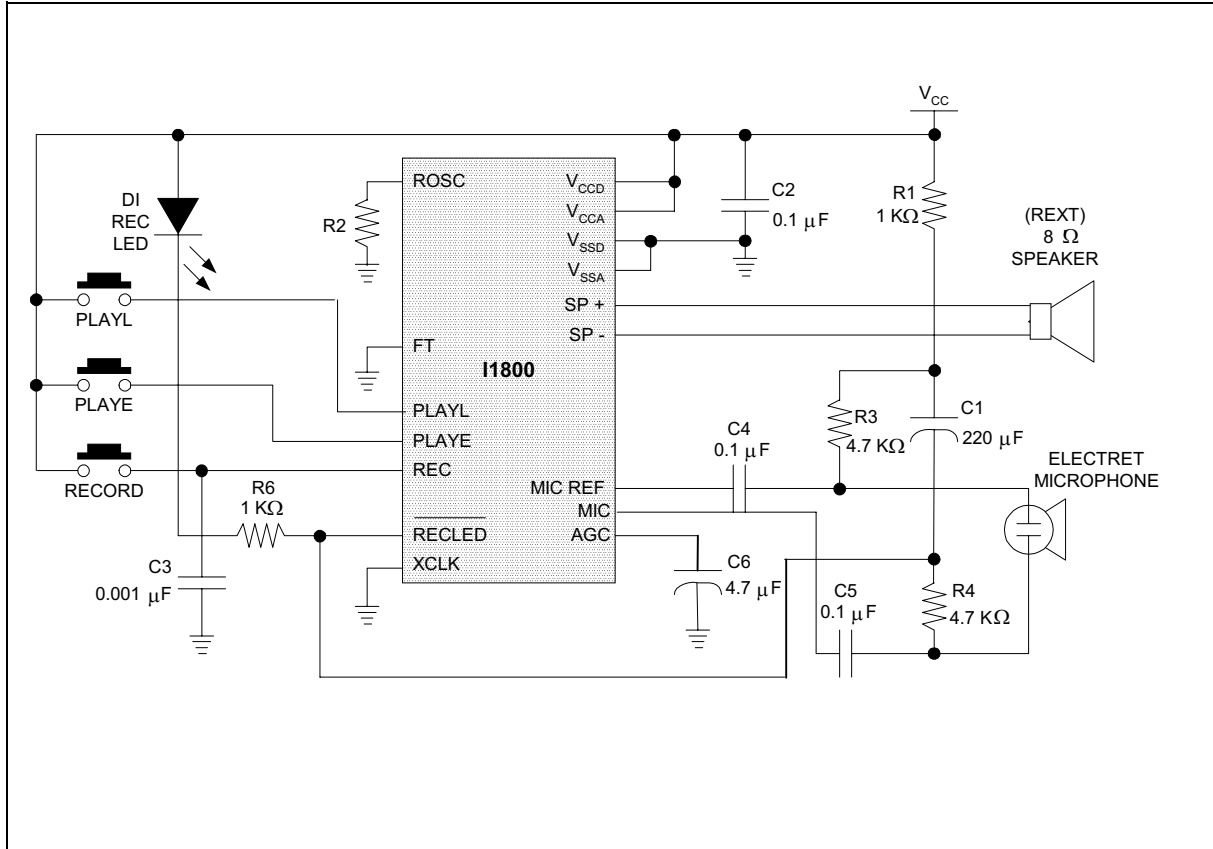 V_CC
DI
REC
LED
PLAYL
PLAYE
RECORD
C3
0.001 μF
R6
1 KΩ
R2
ROSC
FT
PLAYL
PLAYE
REC
RECLED
XCLK
I1800
V_CCD
V_CCA
V_SSD
V_SSA
SP +
SP -
MIC REF
MIC
AGC
C2
0.1 μF
R1
1 KΩ
(REXT)
8 Ω
SPEAKER
R3
4.7 KΩ
C1
220 μF
C4
0.1 μF
ELECTRET
MICROPHONE
C6
4.7 μF
C5
0.1 μF
R4
4.7 KΩ